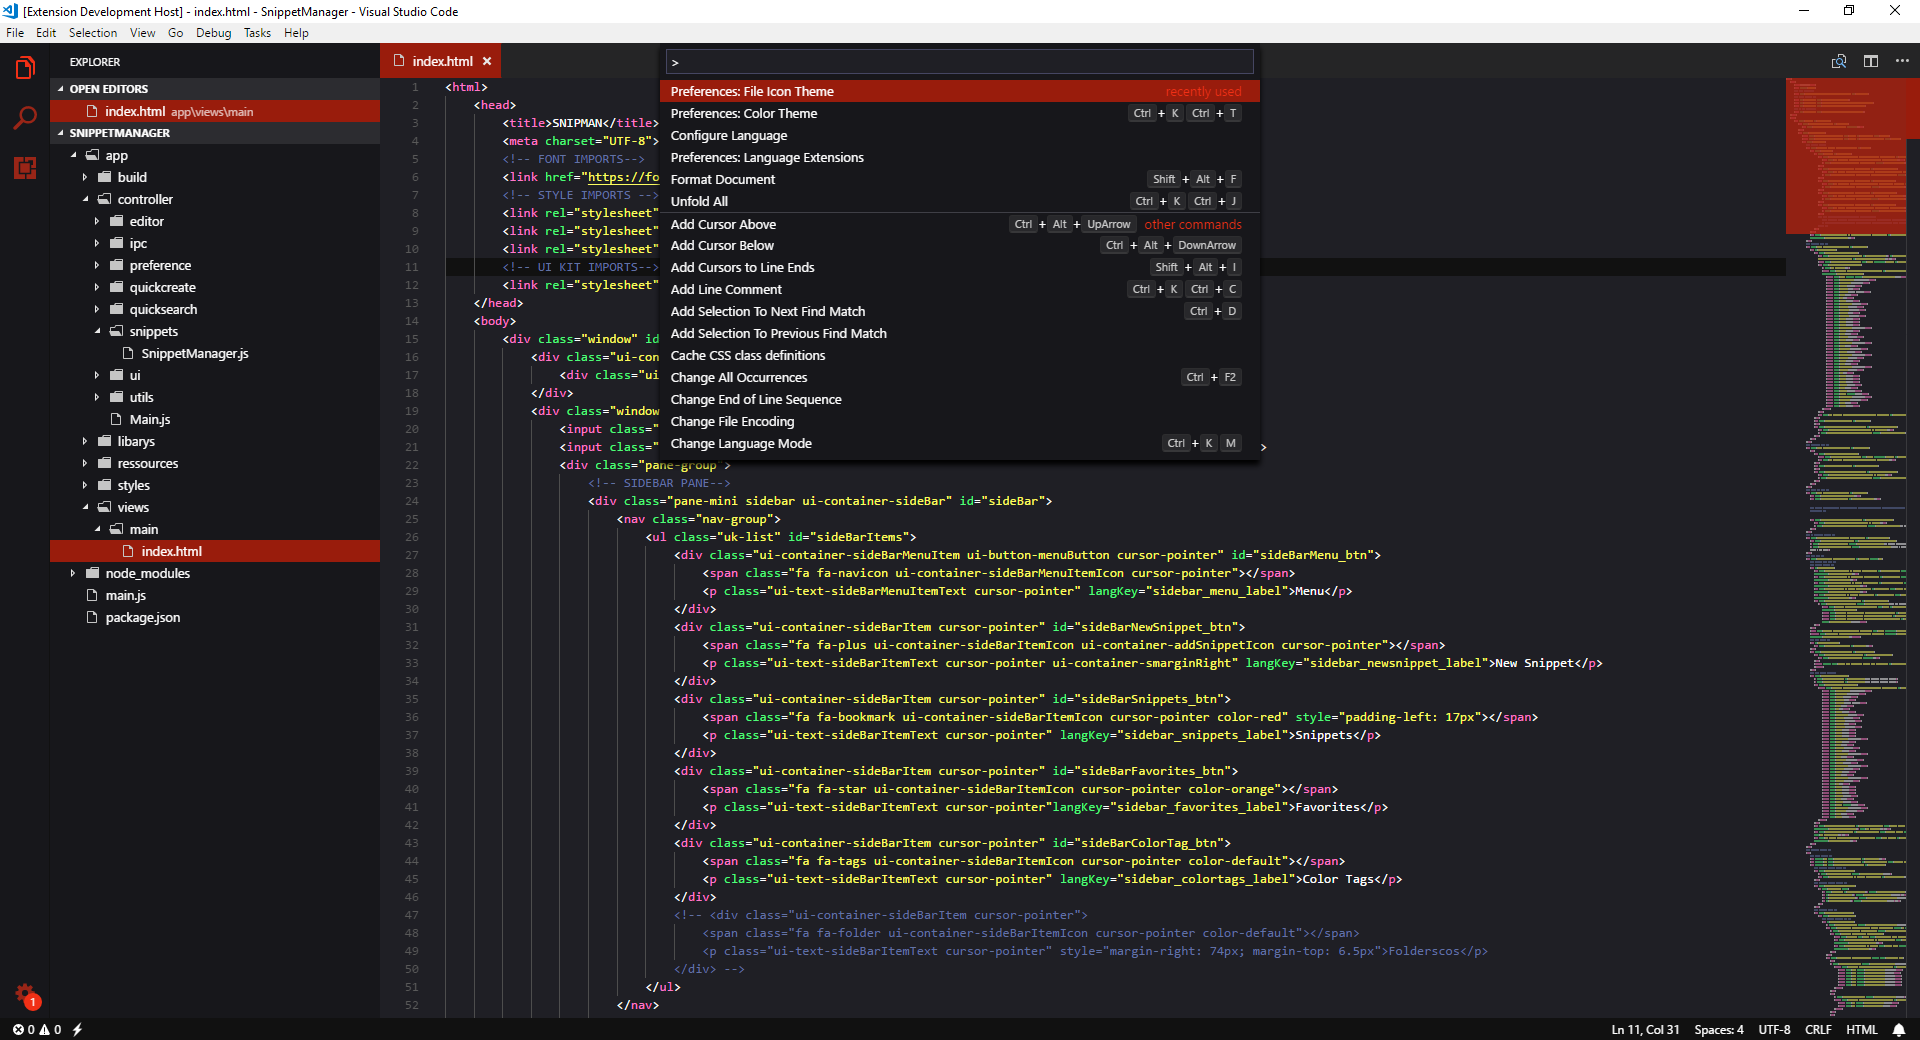 [Extension Development Host] - index.html - SnippetManager - Visual Studio Code
File Edit Selection View Go Debug Tasks Help
EXPLORER
OPEN EDITORS
index.html app\views\main
SNIPPETMANAGER
app
build
controller
editor
ipc
preference
quickcreate
quicksearch
snippets
SnippetManager.js
ui
utils
Main.js
libarys
ressources
styles
views
main
index.html
node_modules
main.js
package.json
1
index.html
>
Preferences: File Icon Theme recently used
Preferences: Color Theme Ctrl + K Ctrl + T
Configure Language
Preferences: Language Extensions
Format Document Shift + Alt + F
Unfold All Ctrl + K Ctrl + J
Add Cursor Above Ctrl + Alt + UpArrow other commands
Add Cursor Below Ctrl + Alt + DownArrow
Add Cursors to Line Ends Shift + Alt + I
Add Line Comment Ctrl + K Ctrl + C
Add Selection To Next Find Match Ctrl + D
Add Selection To Previous Find Match
Cache CSS class definitions
Change All Occurrences Ctrl + F2
Change End of Line Sequence
Change File Encoding
Change Language Mode Ctrl + K M
1 <html>
2 <head>
3 <title>SNIPMAN</title>
4 <meta charset="UTF-8">
5 <!-- FONT IMPORTS-->
6 <link href="https://fo
7 <!-- STYLE IMPORTS -->
8 <link rel="stylesheet"
9 <link rel="stylesheet"
10 <link rel="stylesheet"
11 <!-- UI KIT IMPORTS-->
12 <link rel="stylesheet"
13 </head>
14 <body>
15 <div class="window" id
16 <div class="ui-con
17 <div class="ui
18 </div>
19 <div class="window
20 <input class="
21 <input class=" >
22 <div class="pane-group">
23 <!-- SIDEBAR PANE-->
24 <div class="pane-mini sidebar ui-container-sideBar" id="sideBar">
25 <nav class="nav-group">
26 <ul class="uk-list" id="sideBarItems">
27 <div class="ui-container-sideBarMenuItem ui-button-menuButton cursor-pointer" id="sideBarMenu_btn">
28 <span class="fa fa-navicon ui-container-sideBarMenuItemIcon cursor-pointer"></span>
29 <p class="ui-text-sideBarMenuItemText cursor-pointer" langKey="sidebar_menu_label">Menu</p>
30 </div>
31 <div class="ui-container-sideBarItem cursor-pointer" id="sideBarNewSnippet_btn">
32 <span class="fa fa-plus ui-container-sideBarItemIcon ui-container-addSnippetIcon cursor-pointer"></span>
33 <p class="ui-text-sideBarItemText cursor-pointer ui-container-smarginRight" langKey="sidebar_newsnippet_label">New Snippet</p>
34 </div>
35 <div class="ui-container-sideBarItem cursor-pointer" id="sideBarSnippets_btn">
36 <span class="fa fa-bookmark ui-container-sideBarItemIcon cursor-pointer color-red" style="padding-left: 17px"></span>
37 <p class="ui-text-sideBarItemText cursor-pointer" langKey="sidebar_snippets_label">Snippets</p>
38 </div>
39 <div class="ui-container-sideBarItem cursor-pointer" id="sideBarFavorites_btn">
40 <span class="fa fa-star ui-container-sideBarItemIcon cursor-pointer color-orange"></span>
41 <p class="ui-text-sideBarItemText cursor-pointer"langKey="sidebar_favorites_label">Favorites</p>
42 </div>
43 <div class="ui-container-sideBarItem cursor-pointer" id="sideBarColorTag_btn">
44 <span class="fa fa-tags ui-container-sideBarItemIcon cursor-pointer color-default"></span>
45 <p class="ui-text-sideBarItemText cursor-pointer" langKey="sidebar_colortags_label">Color Tags</p>
46 </div>
47 <!-- <div class="ui-container-sideBarItem cursor-pointer">
48 <span class="fa fa-folder ui-container-sideBarItemIcon cursor-pointer color-default"></span>
49 <p class="ui-text-sideBarItemText cursor-pointer" style="margin-right: 74px; margin-top: 6.5px">Folderscos</p>
50 </div> -->
51 </ul>
52 </nav>
0 0 Ln 11, Col 31 Spaces: 4 UTF-8 CRLF HTML